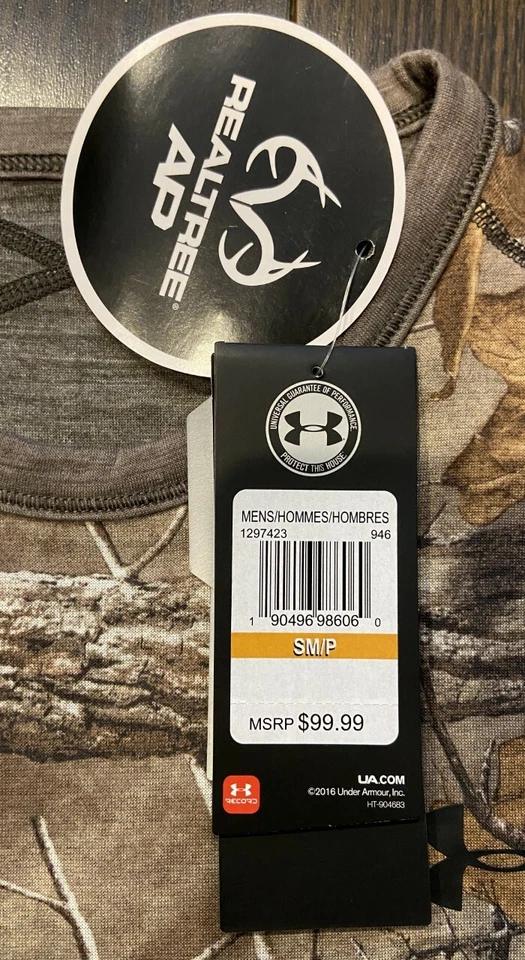 REALTREE®
AP
UNIVERSAL GUARANTEE OF PERFORMANCE
PROTECT THIS HOUSE
MENS/HOMMES/HOMBRES
1297423 946
1 90496 98606 0
SM/P
MSRP $99.99
RECORD
UA.COM
©2016 Under Armour, Inc.
HT-904683